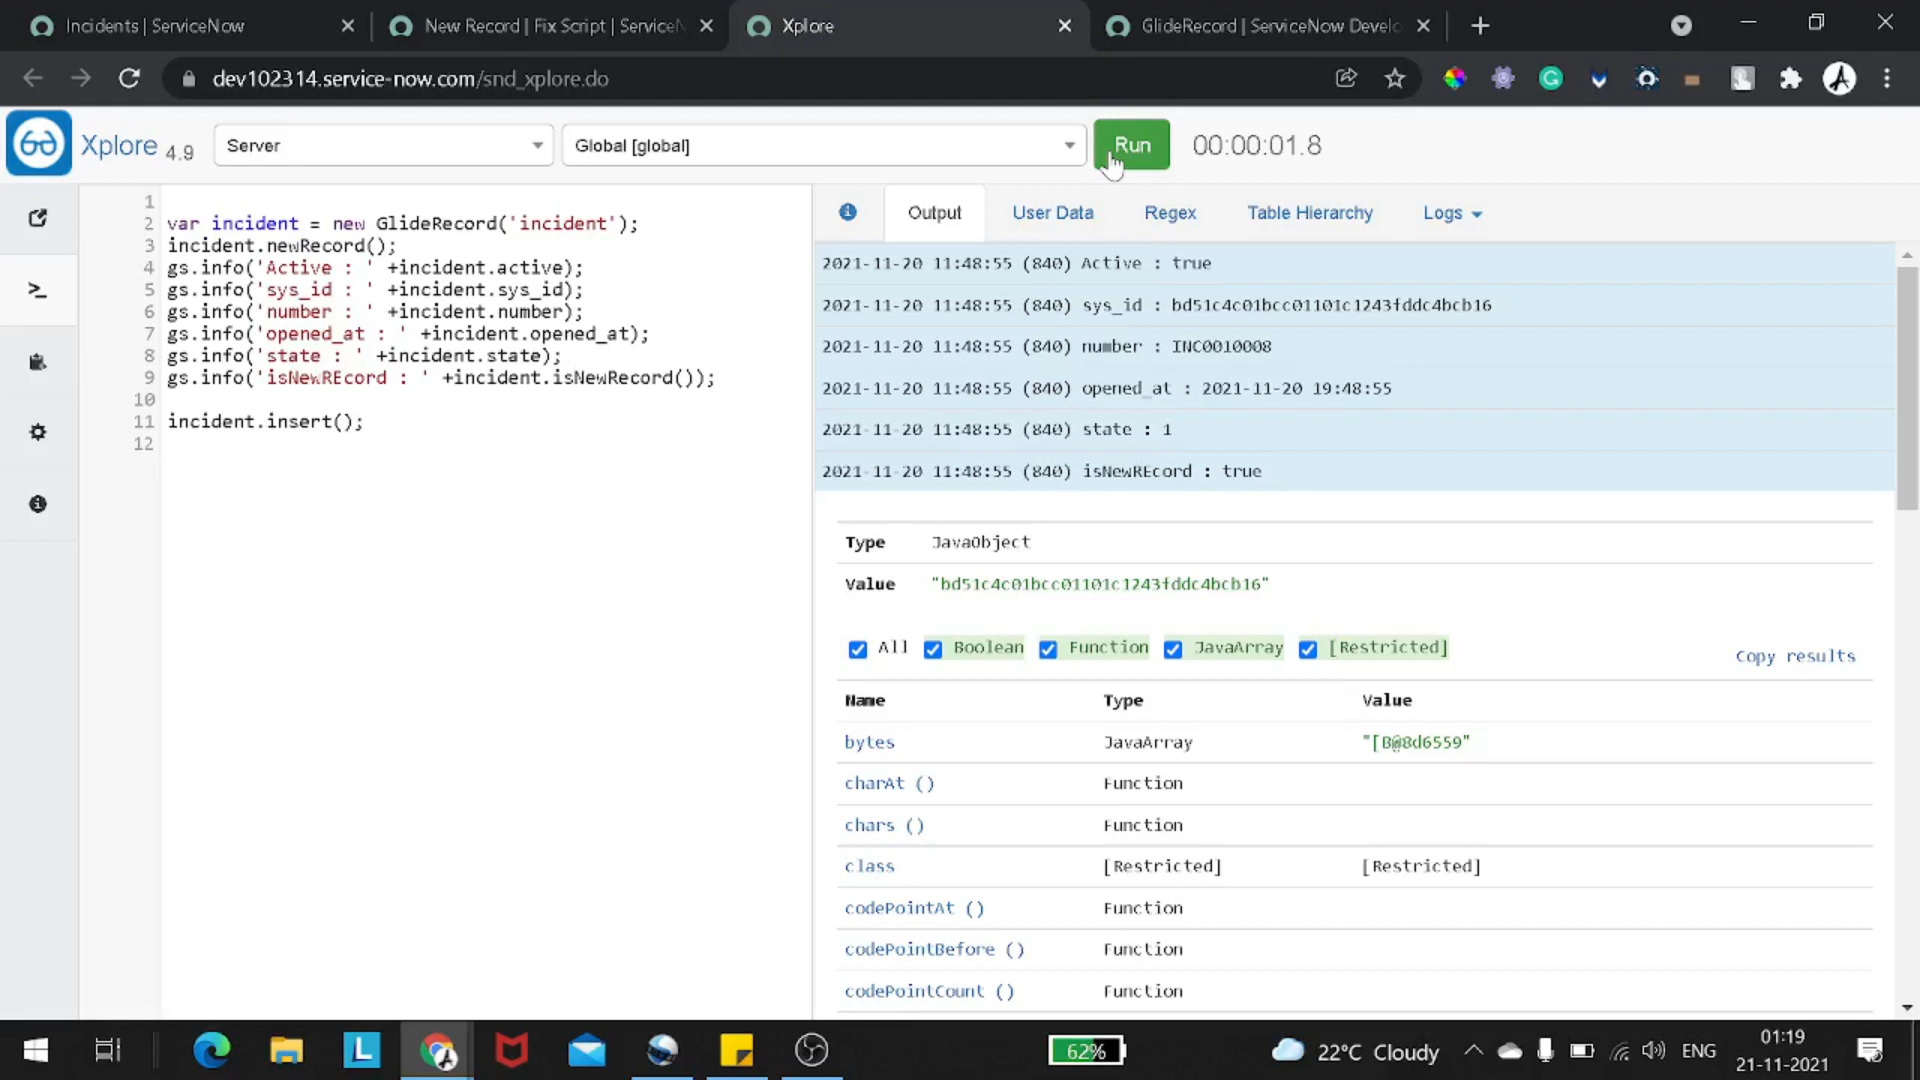 Incidents | ServiceNow
New Record | Fix Script | ServiceN
Xplore
GlideRecord | ServiceNow Develo
dev102314.service-now.com/snd_xplore.do
Xplore 4.9
Server
Global [global]
Run
00:00:01.8
Output
User Data
Regex
Table Hierarchy
Logs
1
2 var incident = new GlideRecord('incident');
3 incident.newRecord();
4 gs.info('Active : ' +incident.active);
5 gs.info('sys_id : ' +incident.sys_id);
6 gs.info('number : ' +incident.number);
7 gs.info('opened_at : ' +incident.opened_at);
8 gs.info('state : ' +incident.state);
9 gs.info('isNewREcord : ' +incident.isNewRecord());
10
11 incident.insert();
12
2021-11-20 11:48:55 (840) Active : true
2021-11-20 11:48:55 (840) sys_id : bd51c4c01bcc01101c1243fddc4bcb16
2021-11-20 11:48:55 (840) number : INC0010008
2021-11-20 11:48:55 (840) opened_at : 2021-11-20 19:48:55
2021-11-20 11:48:55 (840) state : 1
2021-11-20 11:48:55 (840) isNewREcord : true
Type JavaObject
Value "bd51c4c01bcc01101c1243fddc4bcb16"
All Boolean Function JavaArray [Restricted]
Copy results
Name Type Value
bytes JavaArray "[B@8d6559"
charAt () Function
chars () Function
class [Restricted] [Restricted]
codePointAt () Function
codePointBefore () Function
codePointCount () Function
62%
22°C Cloudy
ENG
01:19
21-11-2021